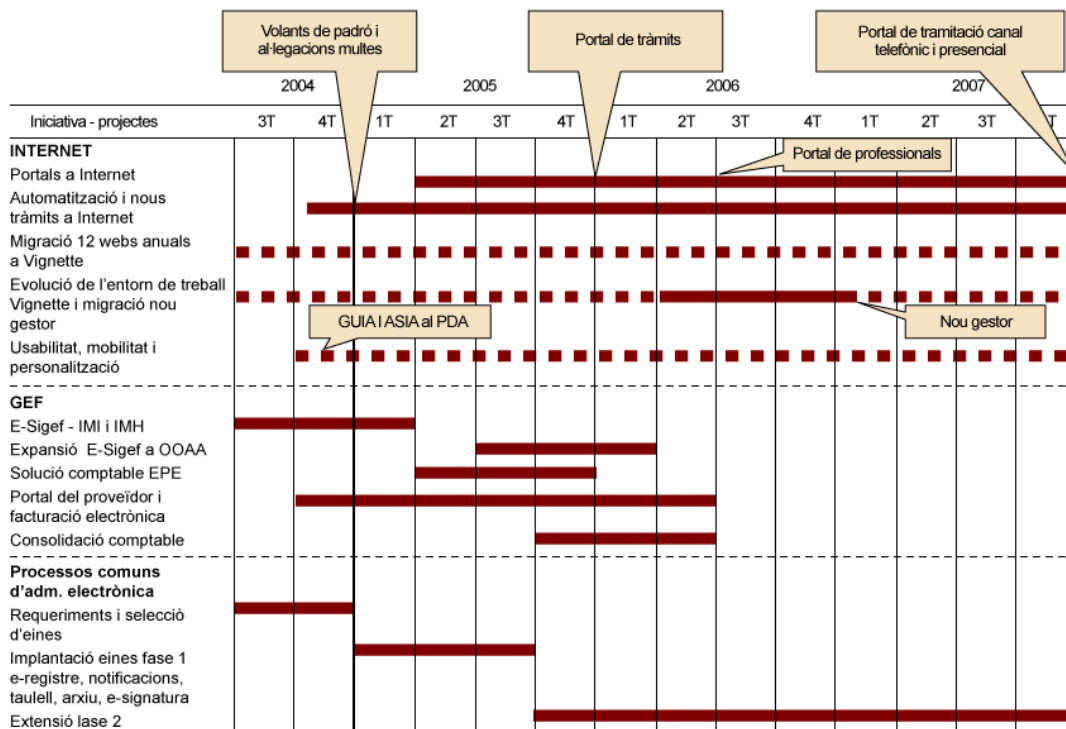 Volants de padró i
al·legacions multes
Portal de tràmits
Portal de tramitació canal
telefònic i presencial
2004 2005 2006 2007
Iniciativa - projectes 3T 4T 1T 2T 3T 4T 1T 2T 3T 4T 1T 2T 3T T
INTERNET
Portals a Internet
Portal de professionals
Automatització i nous
tràmits a Internet
Migració 12 webs anuals
a Vignette
Evolució de l'entorn de treball
Vignette i migració nou
gestor
GUIA I ASIA al PDA
Nou gestor
Usabilitat, mobilitat i
personalització
GEF
E-Sigef - IMI i IMH
Expansió E-Sigef a OOAA
Solució comptable EPE
Portal del proveïdor i
facturació electrònica
Consolidació comptable
Processos comuns
d'adm. electrònica
Requeriments i selecciò
d'eines
Implantació eines fase 1
e-registre, notificacions,
taulell, arxiu, e-signatura
Extensió lase 2